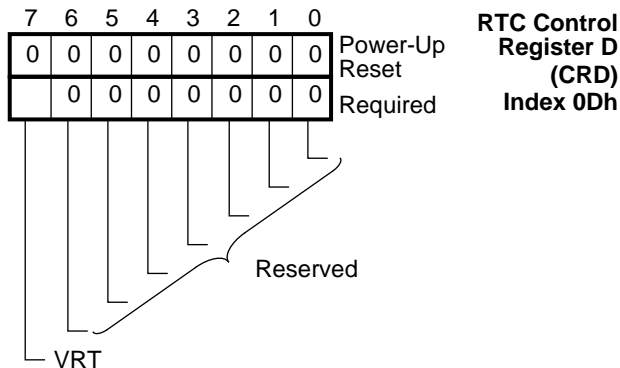 7 6 5 4 3 2 1 0
0 0 0 0 0 0 0 0 Power-Up Reset
0 0 0 0 0 0 0 Required
RTC Control
Register D
(CRD)
Index 0Dh
Reserved
VRT